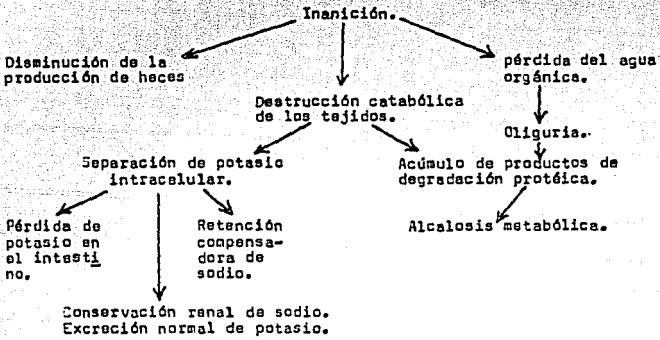 Inanición.
Disminución de la
producción de heces
pérdida del agua
orgánica.
Destrucción catabólica
de los tejidos.
Oliguria.
Separación de potasio
intracelular.
Acúmulo de productos de
degradación protéica.
Pérdida de
potasio en
el intesti
no.
Retención
compensa-
dora de
sodio.
Alcalosis metabólica.
Conservación renal de sodio.
Excreción normal de potasio.